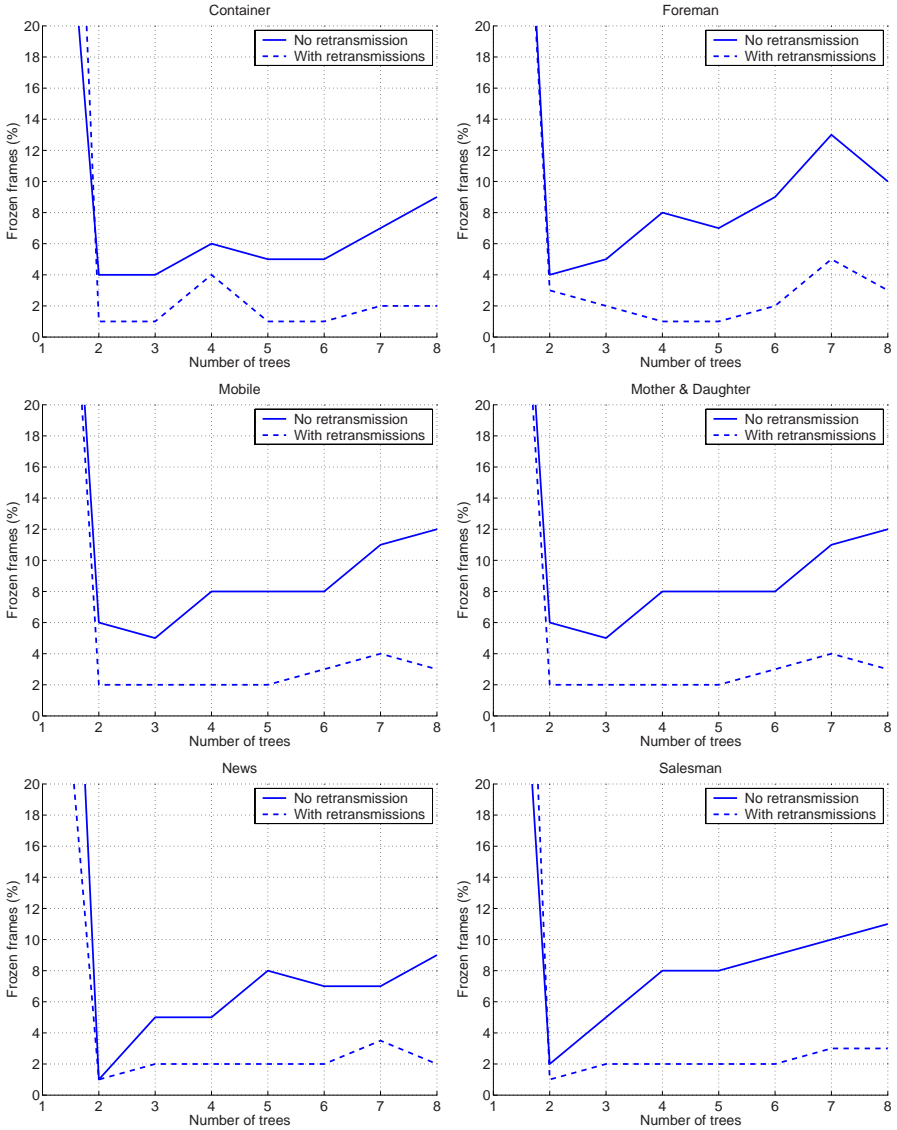 Container
Frozen frames (%)
20
18
16
14
12
10
8
6
4
2
0
No retransmission
With retransmissions
1 2 3 4 5 6 7 8
Number of trees
Foreman
Frozen frames (%)
20
18
16
14
12
10
8
6
4
2
0
No retransmission
With retransmissions
1 2 3 4 5 6 7 8
Number of trees
Mobile
Frozen frames (%)
20
18
16
14
12
10
8
6
4
2
0
No retransmission
With retransmissions
1 2 3 4 5 6 7 8
Number of trees
Mother & Daughter
Frozen frames (%)
20
18
16
14
12
10
8
6
4
2
0
No retransmission
With retransmissions
1 2 3 4 5 6 7 8
Number of trees
News
Frozen frames (%)
20
18
16
14
12
10
8
6
4
2
0
No retransmission
With retransmissions
1 2 3 4 5 6 7 8
Number of trees
Salesman
Frozen frames (%)
20
18
16
14
12
10
8
6
4
2
0
No retransmission
With retransmissions
1 2 3 4 5 6 7 8
Number of trees